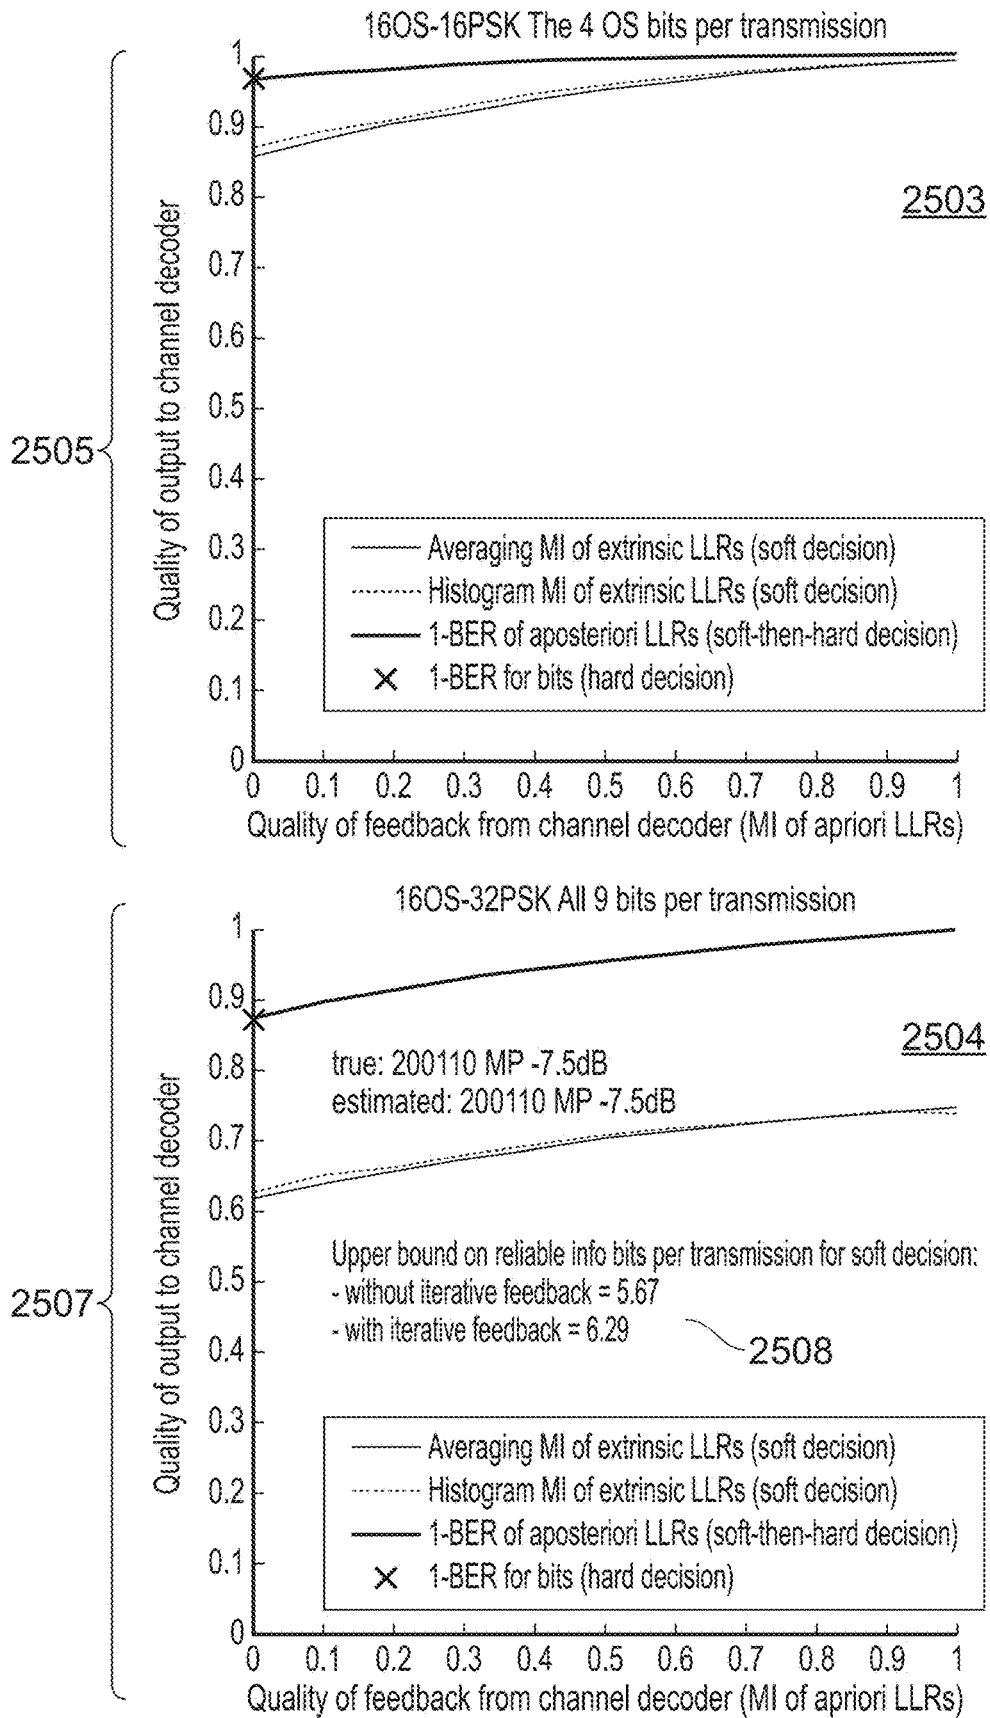 16OS-16PSK The 4 OS bits per transmission
1
0.9
0.8
0.7
0.6
0.5
0.4
0.3
0.2
0.1
0
Quality of output to channel decoder
2503
2505
Averaging MI of extrinsic LLRs (soft decision)
Histogram MI of extrinsic LLRs (soft decision)
1-BER of aposteriori LLRs (soft-then-hard decision)
1-BER for bits (hard decision)
0 0.1 0.2 0.3 0.4 0.5 0.6 0.7 0.8 0.9 1
Quality of feedback from channel decoder (MI of apriori LLRs)
16OS-32PSK All 9 bits per transmission
1
0.9
0.8
0.7
0.6
0.5
0.4
0.3
0.2
0.1
0
Quality of output to channel decoder
2504
true: 200110 MP -7.5dB
estimated: 200110 MP -7.5dB
Upper bound on reliable info bits per transmission for soft decision:
- without iterative feedback = 5.67
- with iterative feedback = 6.29
2507
2508
Averaging MI of extrinsic LLRs (soft decision)
Histogram MI of extrinsic LLRs (soft decision)
1-BER of aposteriori LLRs (soft-then-hard decision)
1-BER for bits (hard decision)
0 0.1 0.2 0.3 0.4 0.5 0.6 0.7 0.8 0.9 1
Quality of feedback from channel decoder (MI of apriori LLRs)